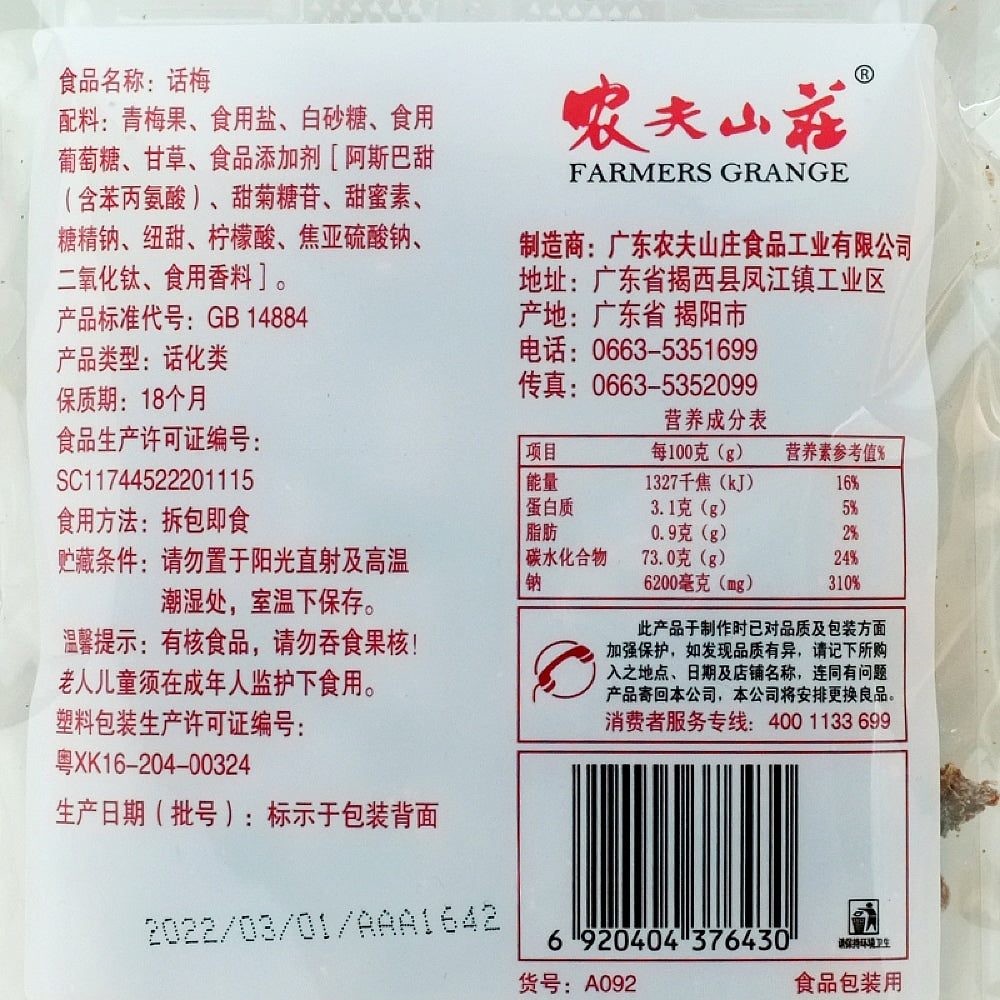 食品名称：话梅
配料：青梅果、食用盐、白砂糖、食用
葡萄糖、甘草、食品添加剂［阿斯巴甜
（含苯丙氨酸）、甜菊糖苷、甜蜜素、
糖精钠、纽甜、柠檬酸、焦亚硫酸钠、
二氧化钛、食用香料］。
产品标准代号：GB 14884
产品类型：话化类
保质期：18个月
食品生产许可证编号：
SC11744522201115
食用方法：拆包即食
贮藏条件：请勿置于阳光直射及高温
潮湿处，室温下保存。
温馨提示：有核食品，请勿吞食果核！
老人儿童须在成年人监护下食用。
塑料包装生产许可证编号：
粤XK16-204-00324
生产日期（批号）：标示于包装背面
2022/03/01/AAA1642
农夫山莊®
FARMERS GRANGE
制造商：广东农夫山庄食品工业有限公司
地址：广东省揭西县凤江镇工业区
产地：广东省 揭阳市
电话：0663-5351699
传真：0663-5352099
营养成分表
项目 每100克（g） 营养素参考值%
能量 1327千焦（kJ） 16%
蛋白质 3.1克（g） 5%
脂肪 0.9克（g） 2%
碳水化合物 73.0克（g） 24%
钠 6200毫克（mg） 310%
此产品于制作时已对品质及包装方面
加强保护，如发现品质有异，请记下所购
入之地点、日期及店铺名称，连同有问题
产品寄回本公司，本公司将安排更换良品。
消费者服务专线：400 1133 699
6 920404 376430
请保持环境卫生
货号：A092 食品包装用